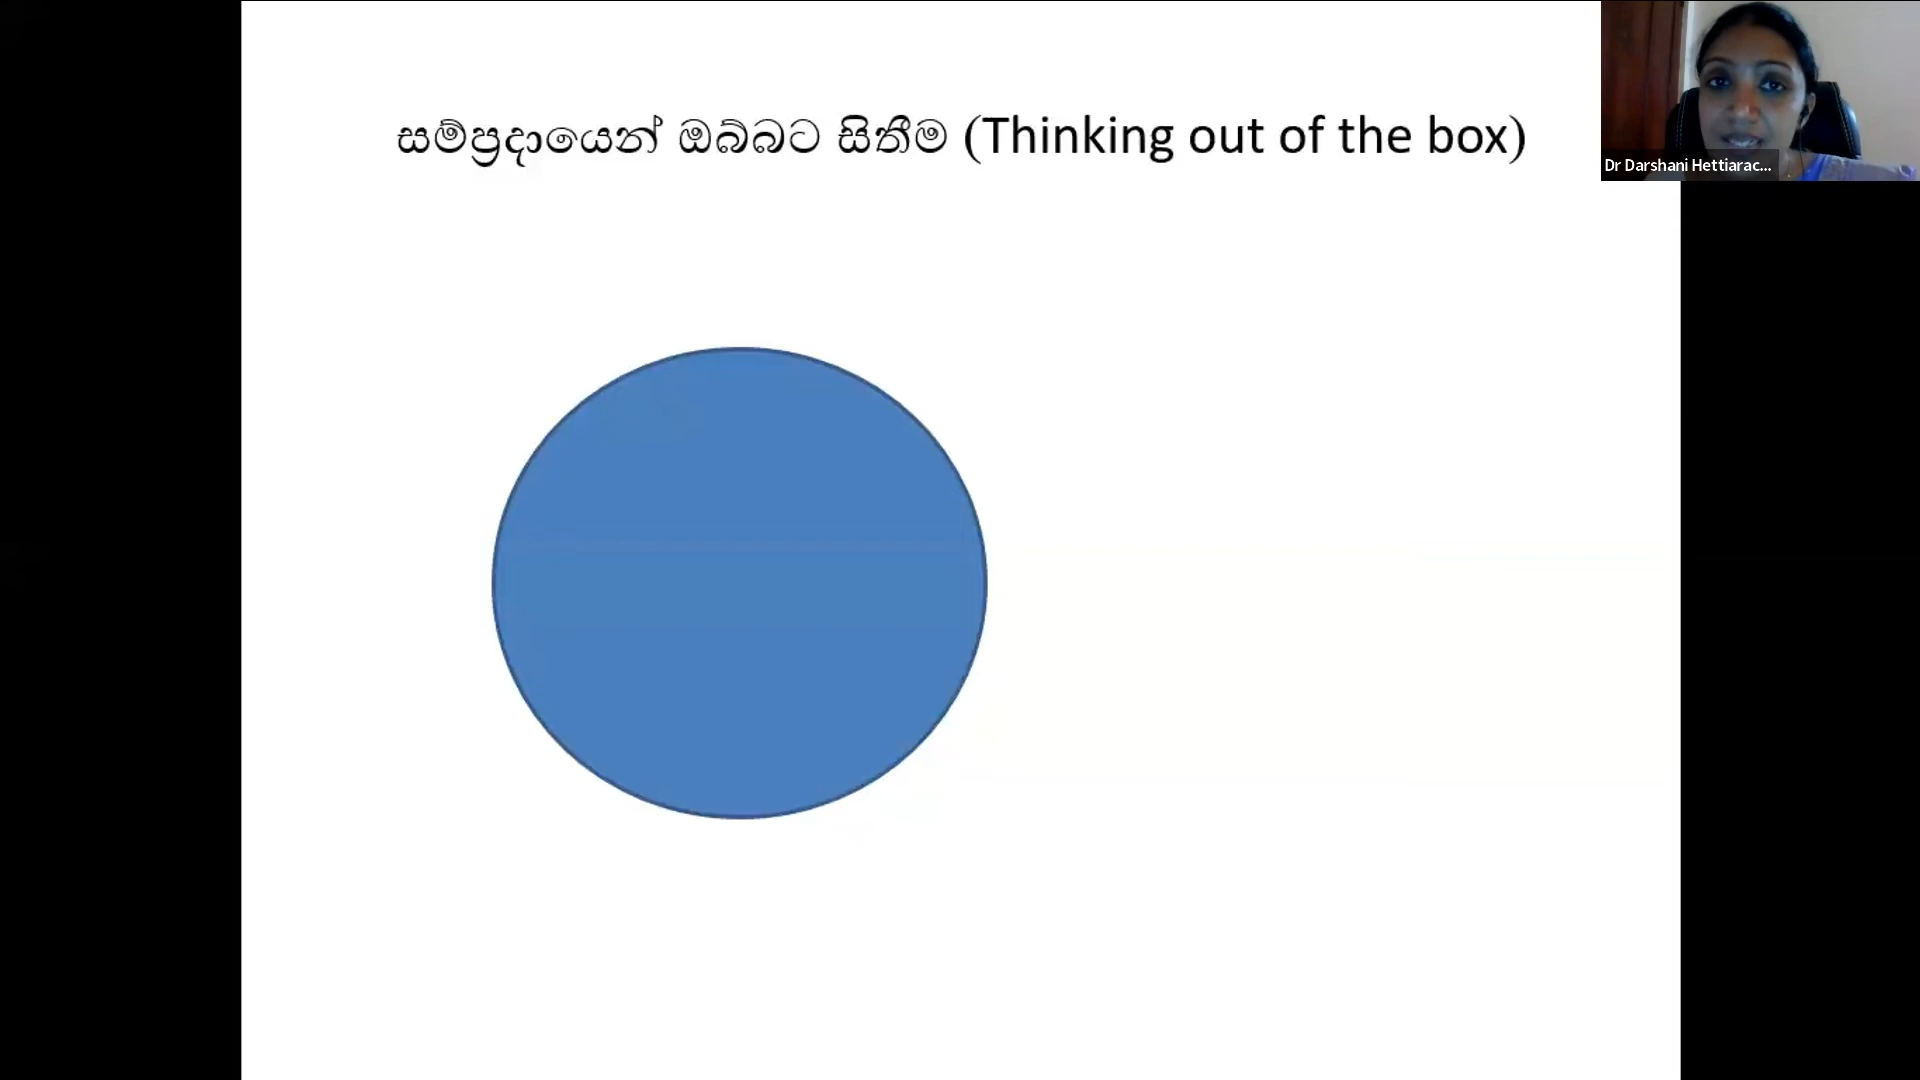 සම්ප්‍රදායෙන් ඔබ්බට සිතීම (Thinking out of the box)
Dr Darshani Hettiarac...